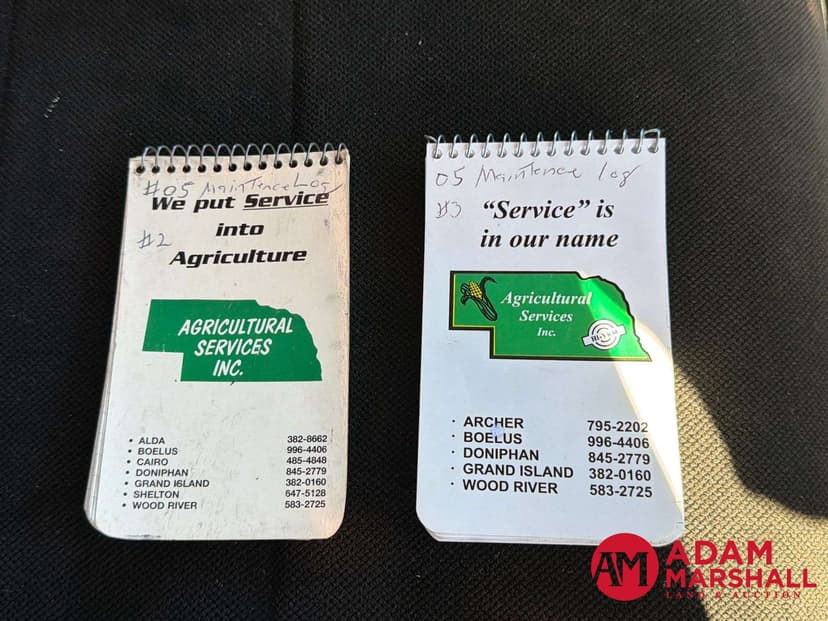 #05 MainTence Log
We put Service
#2
into
Agriculture
AGRICULTURAL
SERVICES
INC.
• ALDA 382-8662
• BOELUS 996-4406
• CAIRO 485-4848
• DONIPHAN 845-2779
• GRAND ISLAND 382-0160
• SHELTON 647-5128
• WOOD RIVER 583-2725
05 MainTence Log
#3
“Service” is
in our name
Agricultural
Services
Inc.
· ARCHER 795-2202
· BOELUS 996-4406
· DONIPHAN 845-2779
· GRAND ISLAND 382-0160
· WOOD RIVER 583-2725
AM
ADAM
MARSHALL
LAND & AUCTION